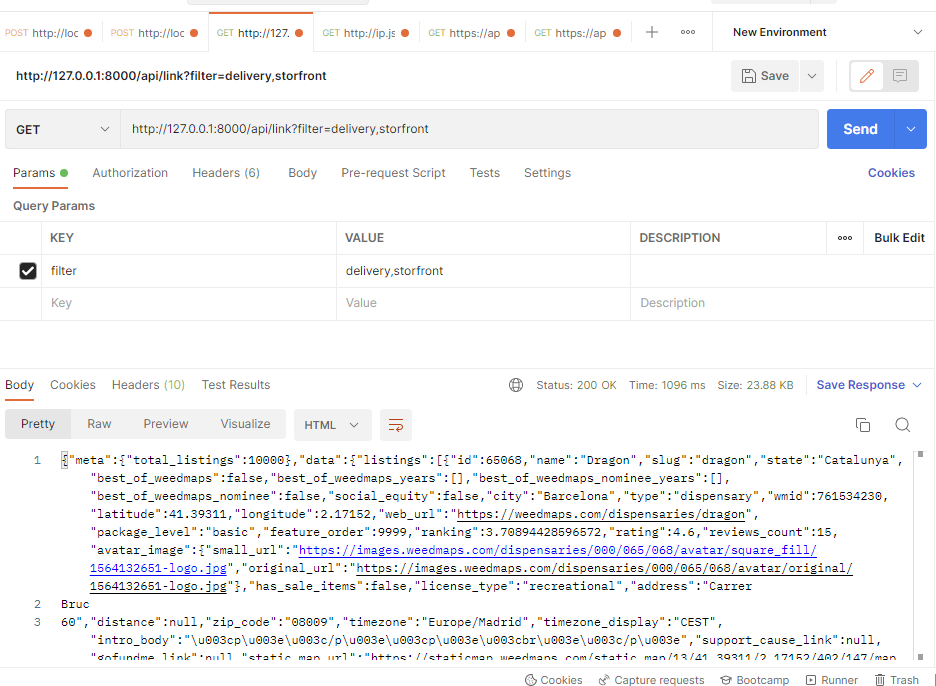 POST http://loc POST http://loc GET http://127. GET http://ip.js GET https://ap GET https://ap New Environment
http://127.0.0.1:8000/api/link?filter=delivery,storfront Save
GET http://127.0.0.1:8000/api/link?filter=delivery,storfront Send
Params Authorization Headers (6) Body Pre-request Script Tests Settings Cookies
Query Params
KEY VALUE DESCRIPTION Bulk Edit
filter delivery,storfront
Key Value Description
Body Cookies Headers (10) Test Results Status: 200 OK Time: 1096 ms Size: 23.88 KB Save Response
Pretty Raw Preview Visualize HTML
1 {"meta":{"total_listings":10000},"data":{"listings":[{"id":65068,"name":"Dragon","slug":"dragon","state":"Catalunya",
"best_of_weedmaps":false,"best_of_weedmaps_years":[],"best_of_weedmaps_nominee_years":[],
"best_of_weedmaps_nominee":false,"social_equity":false,"city":"Barcelona","type":"dispensary","wmid":761534230,
"latitude":41.39311,"longitude":2.17152,"web_url":"https://weedmaps.com/dispensaries/dragon",
"package_level":"basic","feature_order":9999,"ranking":3.70894428596572,"rating":4.6,"reviews_count":15,
"avatar_image":{"small_url":"https://images.weedmaps.com/dispensaries/000/065/068/avatar/square_fill/
1564132651-logo.jpg","original_url":"https://images.weedmaps.com/dispensaries/000/065/068/avatar/original/
1564132651-logo.jpg"},"has_sale_items":false,"license_type":"recreational","address":"Carrer
2 Bruc
3 60","distance":null,"zip_code":"08009","timezone":"Europe/Madrid","timezone_display":"CEST",
"intro_body":"\u003cp\u003e\u003c/p\u003e\u003cp\u003e\u003cbr\u003e\u003c/p\u003e","support_cause_link":null,
"gofundme_link":null,"static_map_url":"https://staticmap.weedmaps.com/static_map/13/41.39311/2.17152/402/147/map
Cookies Capture requests Bootcamp Runner Trash